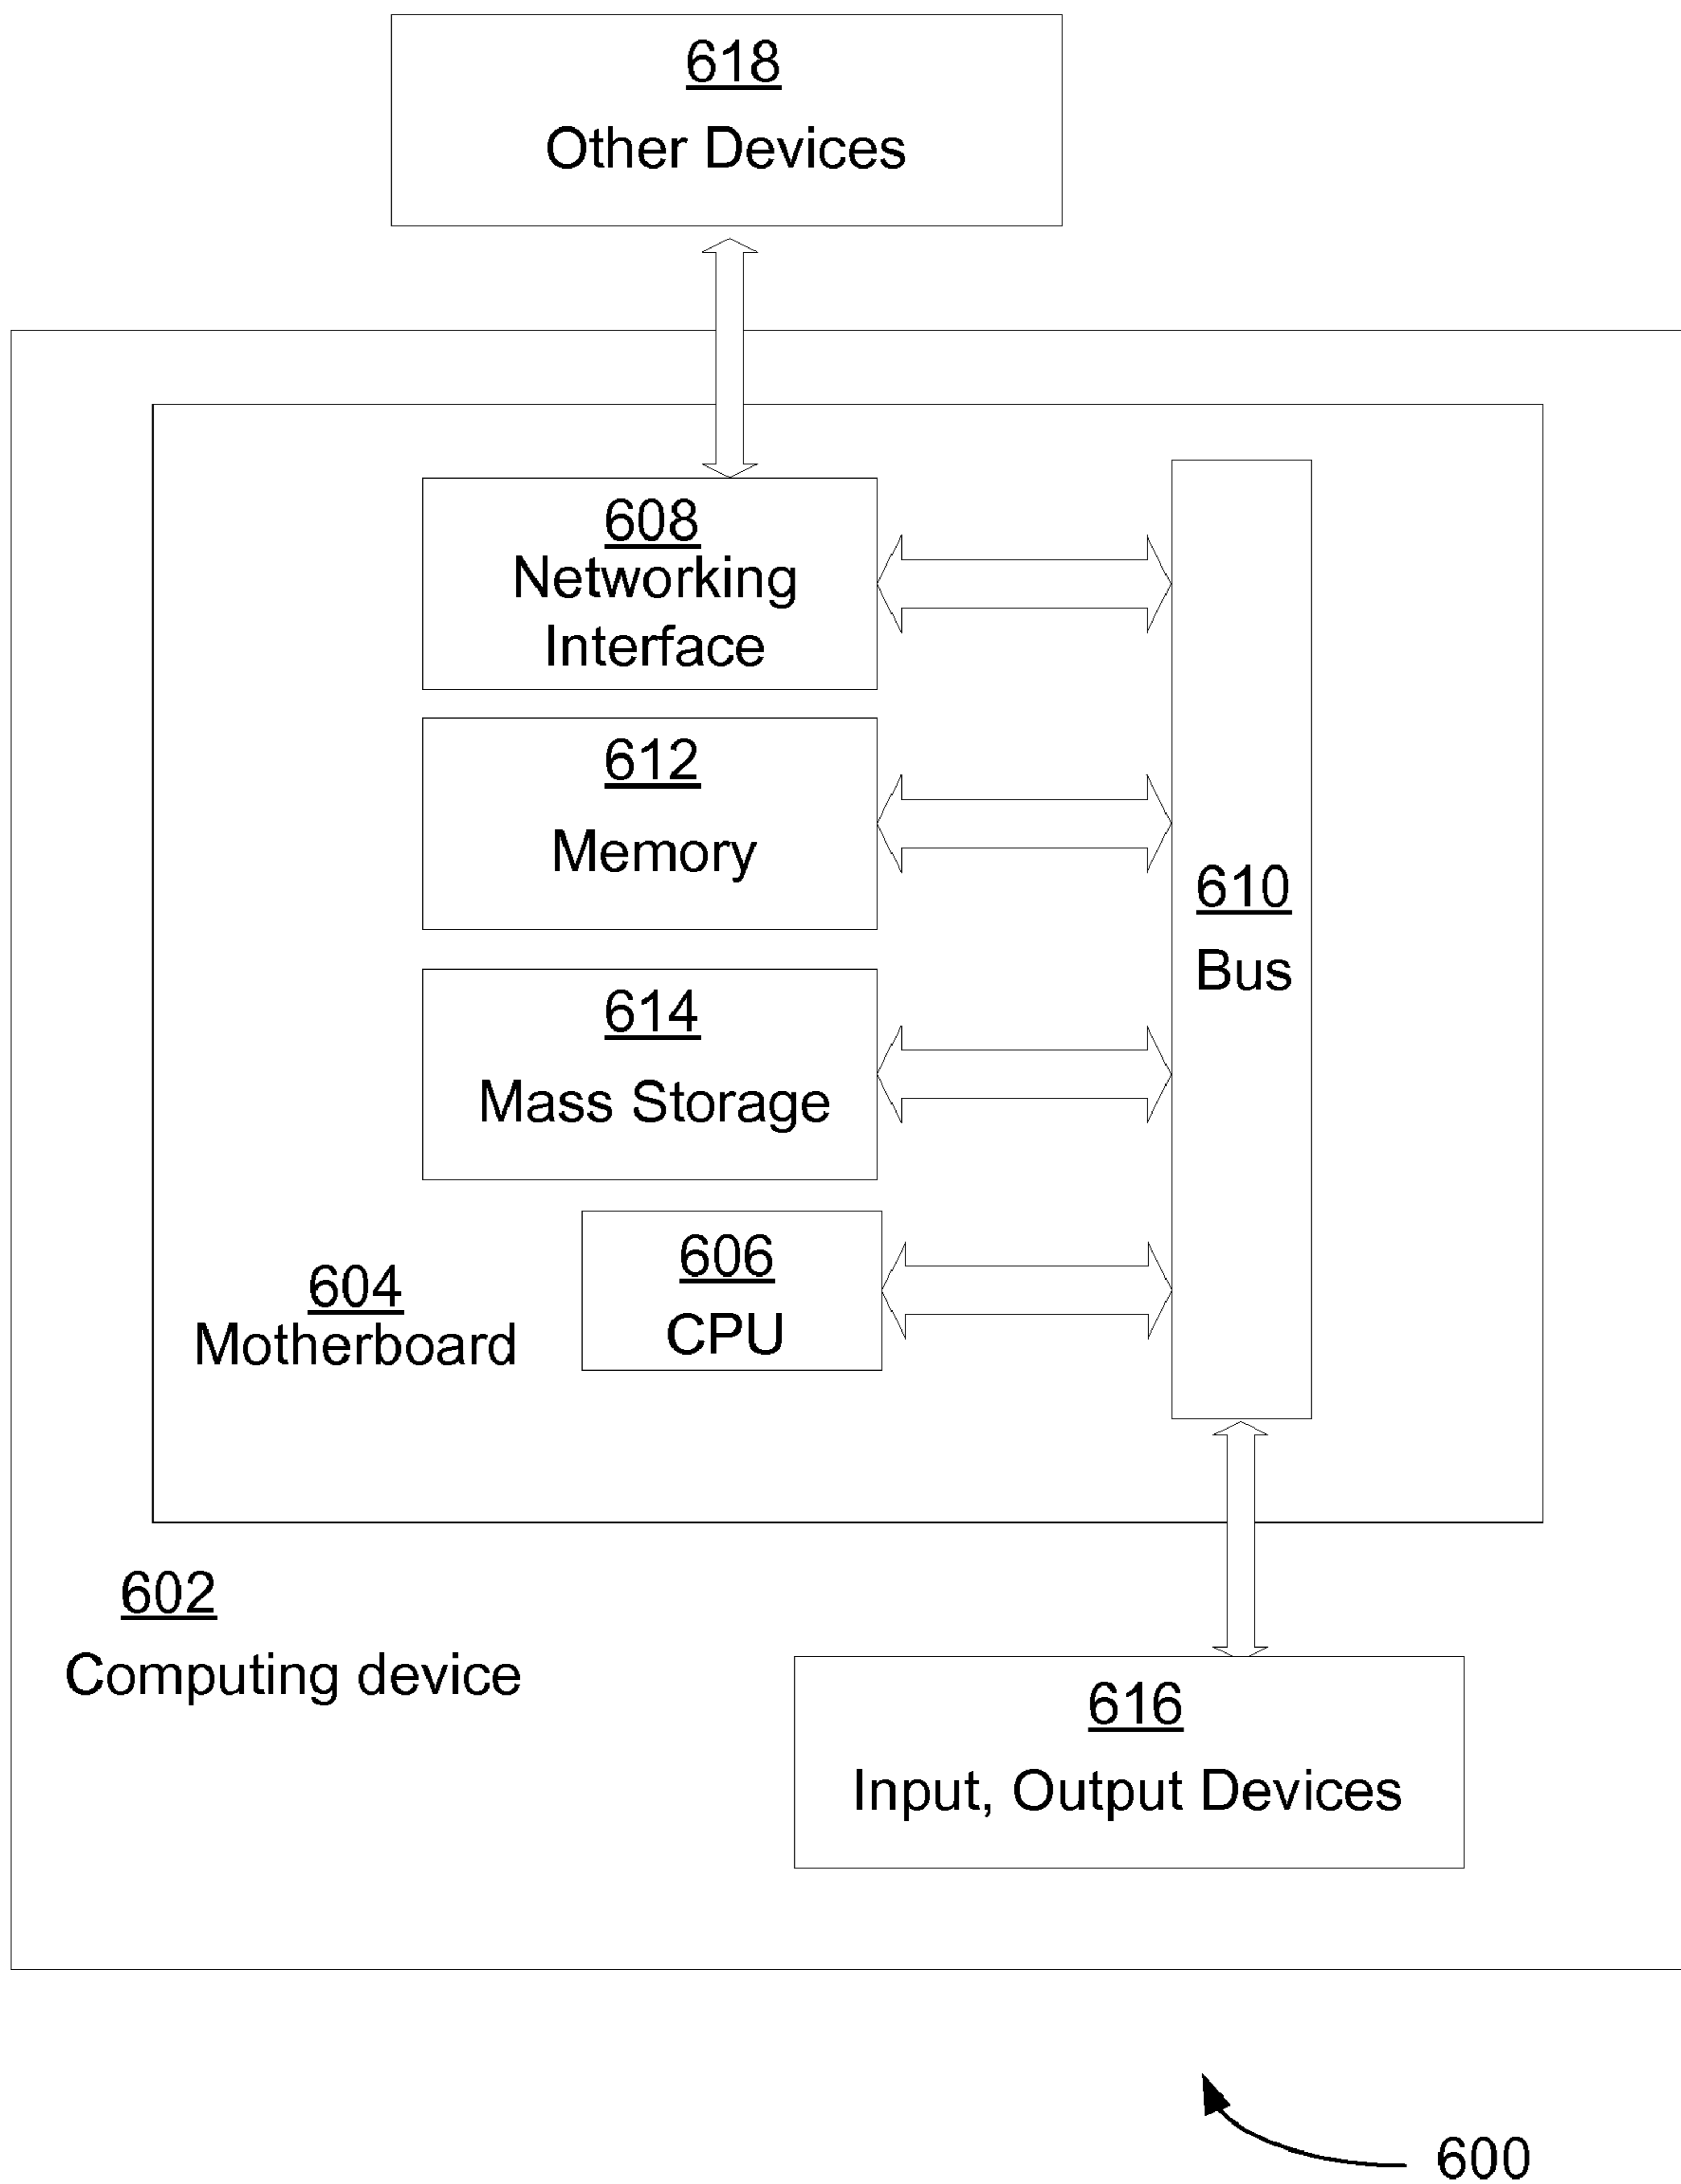 618
Other Devices
608
Networking
Interface
612
Memory
610
Bus
614
Mass Storage
606
CPU
604
Motherboard
602
Computing device
616
Input, Output Devices
600